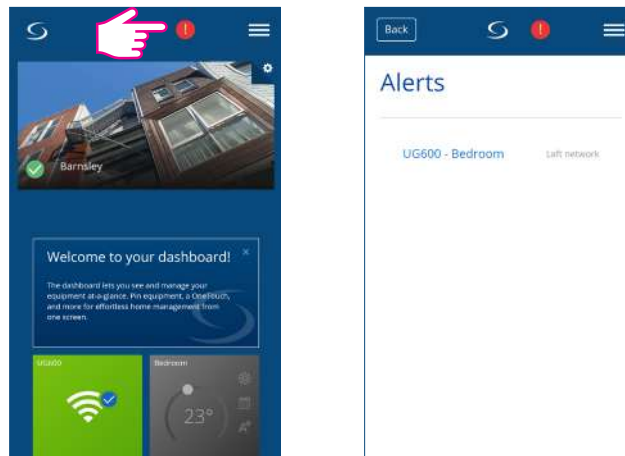 Barnsley
Welcome to your dashboard!
The dashboard lets you see and manage your
equipment at-a-glance. Pin equipment, a OneTouch,
and more for effortless home management from
one screen.
UG600
Bedroom
23°
Back
Alerts
UG600 - Bedroom
Left network